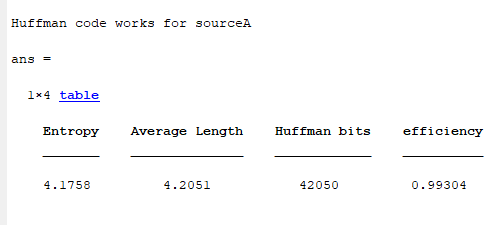 Huffman code works for sourceA
ans =
1×4 table
Entropy Average Length Huffman bits efficiency
4.1758 4.2051 42050 0.99304